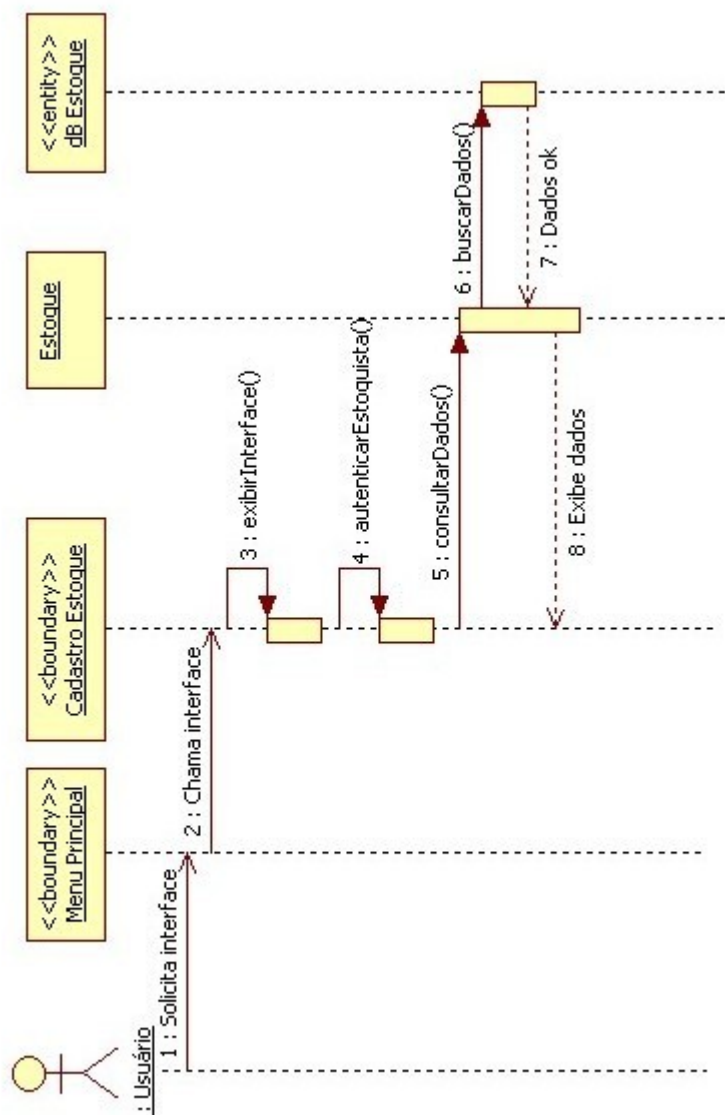 : Usuário
<<boundary>>
Menu Principal
<<boundary>>
Cadastro Estoque
Estoque
<<entity>>
dB Estoque
1 : Solicita interface
2 : Chama interface
3 : exibirInterface()
4 : autenticarEstoquista()
5 : consultarDados()
6 : buscarDados()
7 : Dados ok
8 : Exibe dados